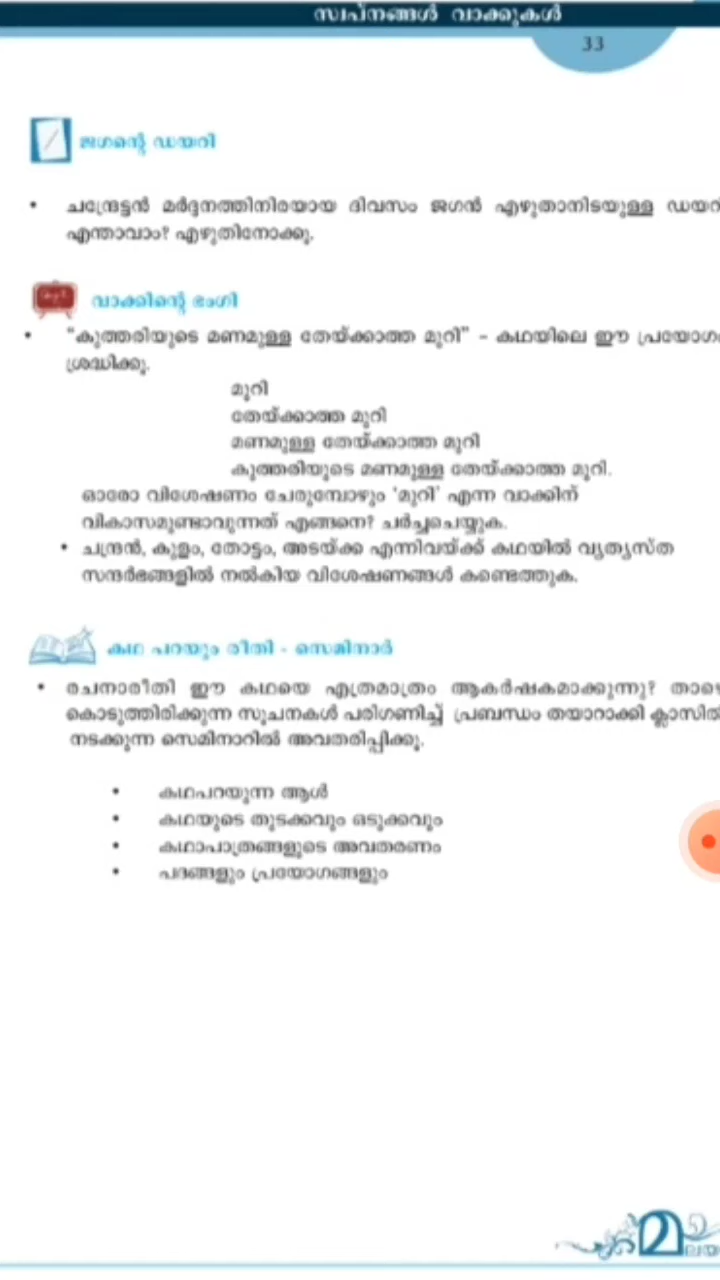 സ്വപ്നങ്ങൾ വാക്കുകൾ
33
ജഗന്റെ ഡയറി
• ചന്ദ്രേട്ടൻ മർദ്ദനത്തിനിരയായ ദിവസം ജഗൻ എഴുതാനിടയുള്ള ഡയറി
എന്താവാം? എഴുതിനോക്കൂ.
വാക്കിന്റെ ഭംഗി
• "കുത്തരിയുടെ മണമുള്ള തേയ്ക്കാത്ത മുറി" - കഥയിലെ ഈ പ്രയോഗം
ശ്രദ്ധിക്കൂ.
മുറി
തേയ്ക്കാത്ത മുറി
മണമുള്ള തേയ്ക്കാത്ത മുറി
കുത്തരിയുടെ മണമുള്ള തേയ്ക്കാത്ത മുറി.
ഓരോ വിശേഷണം ചേരുമ്പോഴും 'മുറി' എന്ന വാക്കിന്
വികാസമുണ്ടാവുന്നത് എങ്ങനെ? ചർച്ചചെയ്യുക.
• ചന്ദ്രൻ, കുളം, തോട്ടം, അടയ്ക്ക എന്നിവയ്ക്ക് കഥയിൽ വ്യത്യസ്ത
സന്ദർഭങ്ങളിൽ നൽകിയ വിശേഷണങ്ങൾ കണ്ടെത്തുക.
കഥ പറയും രീതി - സെമിനാർ
• രചനാരീതി ഈ കഥയെ എത്രമാത്രം ആകർഷകമാക്കുന്നു? താഴെ
കൊടുത്തിരിക്കുന്ന സൂചനകൾ പരിഗണിച്ച് പ്രബന്ധം തയാറാക്കി ക്ലാസിൽ
നടക്കുന്ന സെമിനാറിൽ അവതരിപ്പിക്കൂ.
• കഥപറയുന്ന ആൾ
• കഥയുടെ തുടക്കവും ഒടുക്കവും
• കഥാപാത്രങ്ങളുടെ അവതരണം
• പദങ്ങളും പ്രയോഗങ്ങളും